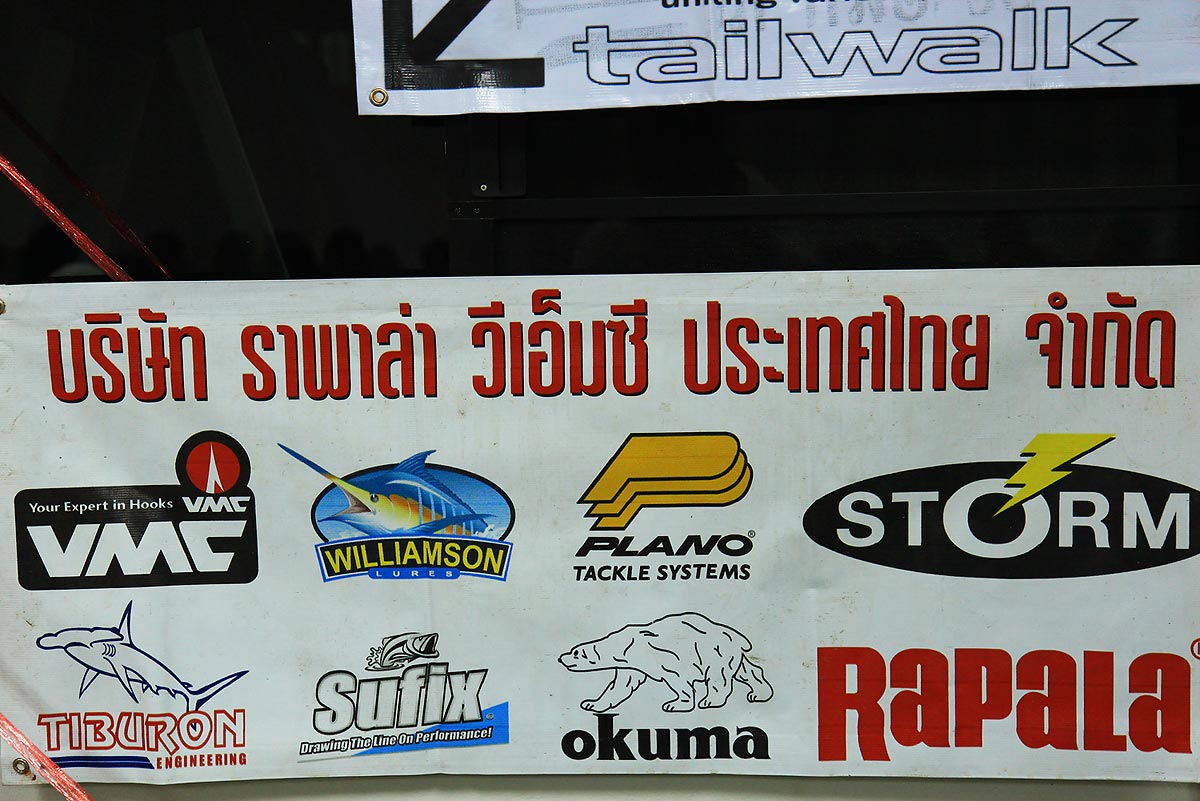 tailwalk
บริษัท ราพาล่า วีเอ็มซี ประเทศไทย จำกัด
Your Expert in Hooks VMC
VMC
WILLIAMSON
LURES
PLANO®
TACKLE SYSTEMS
STORM
TIBURON
ENGINEERING
Sufix
Drawing The Line On Performance!
okuma
RAPALA